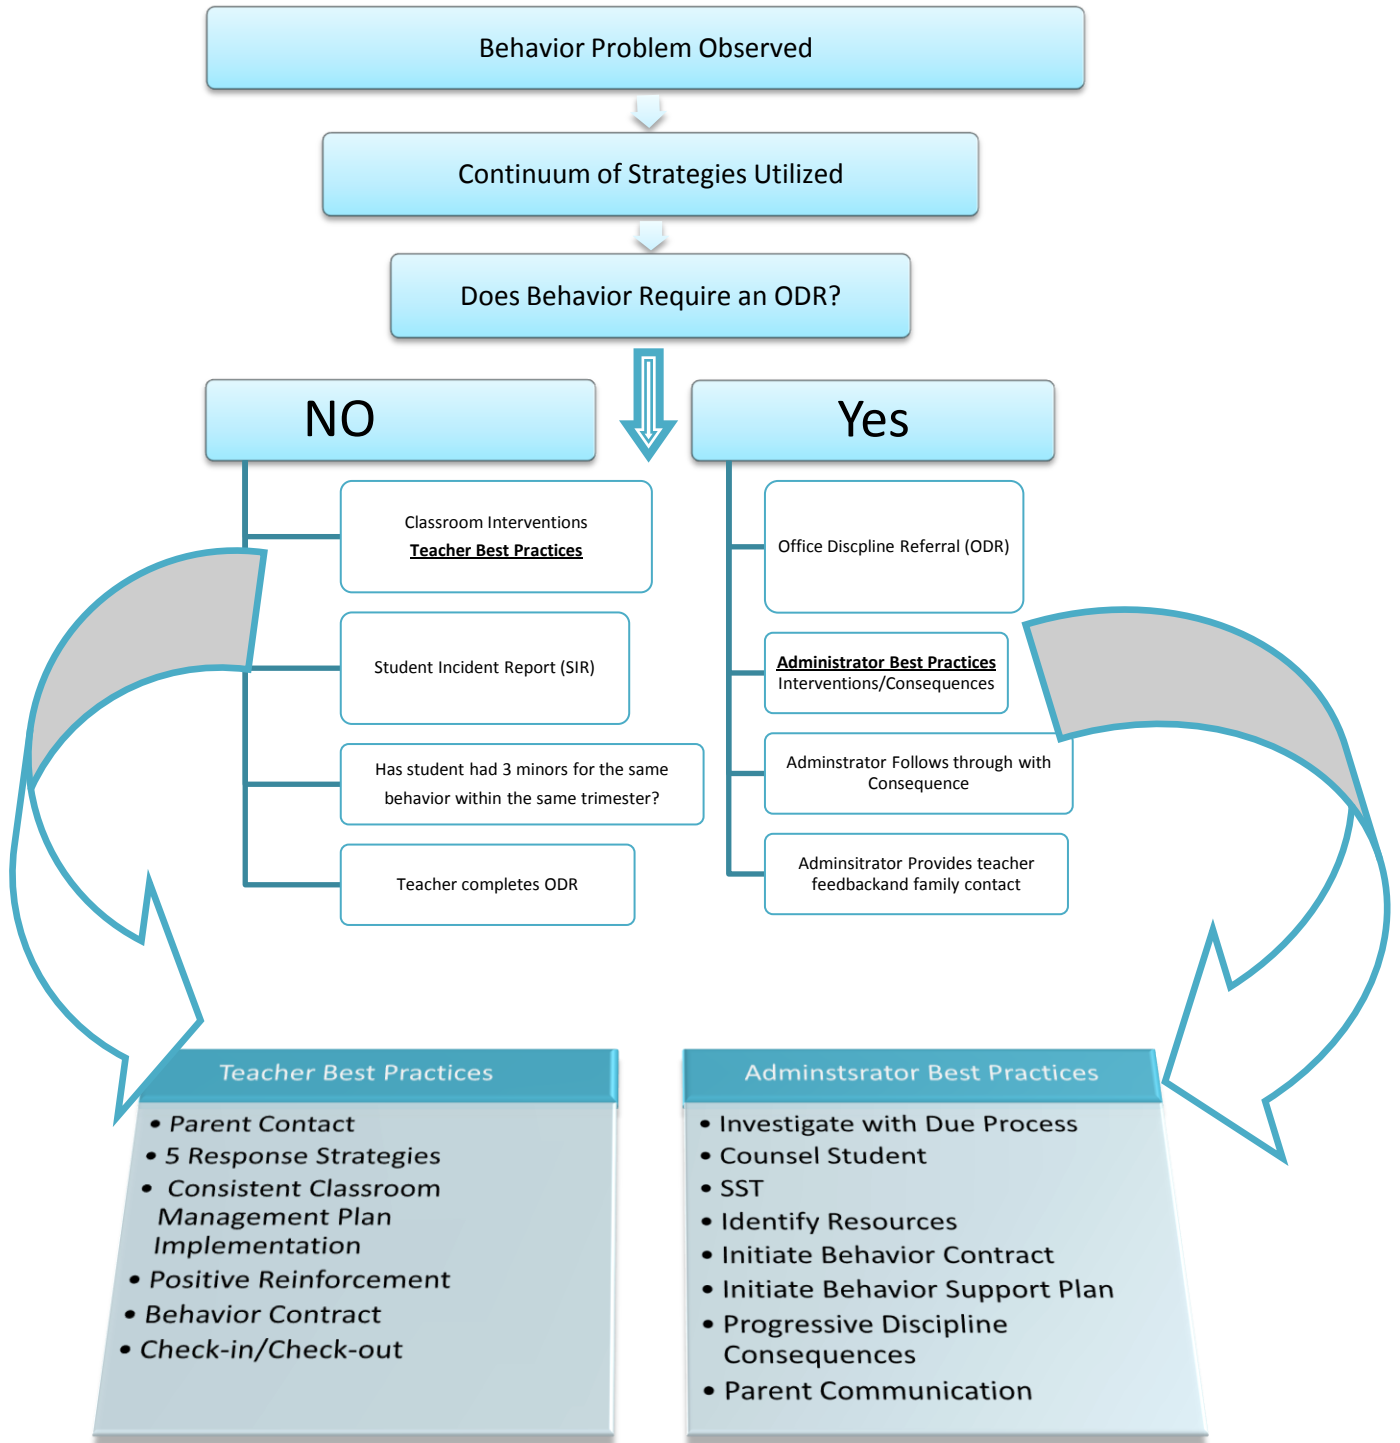 Behavior Problem Observed
Continuum of Strategies Utilized
Does Behavior Require an ODR?
NO
Classroom Interventions
Teacher Best Practices
Student Incident Report (SIR)
Has student had 3 minors for the same
behavior within the same trimester?
Teacher completes ODR
Yes
Office Discpline Referral (ODR)
Administrator Best Practices
Interventions/Consequences
Adminstrator Follows through with
Consequence
Adminsitrator Provides teacher
feedbackand family contact
Teacher Best Practices
• Parent Contact
• 5 Response Strategies
• Consistent Classroom
Management Plan
Implementation
• Positive Reinforcement
• Behavior Contract
• Check-in/Check-out
Adminstsrator Best Practices
• Investigate with Due Process
• Counsel Student
• SST
• Identify Resources
• Initiate Behavior Contract
• Initiate Behavior Support Plan
• Progressive Discipline
Consequences
• Parent Communication